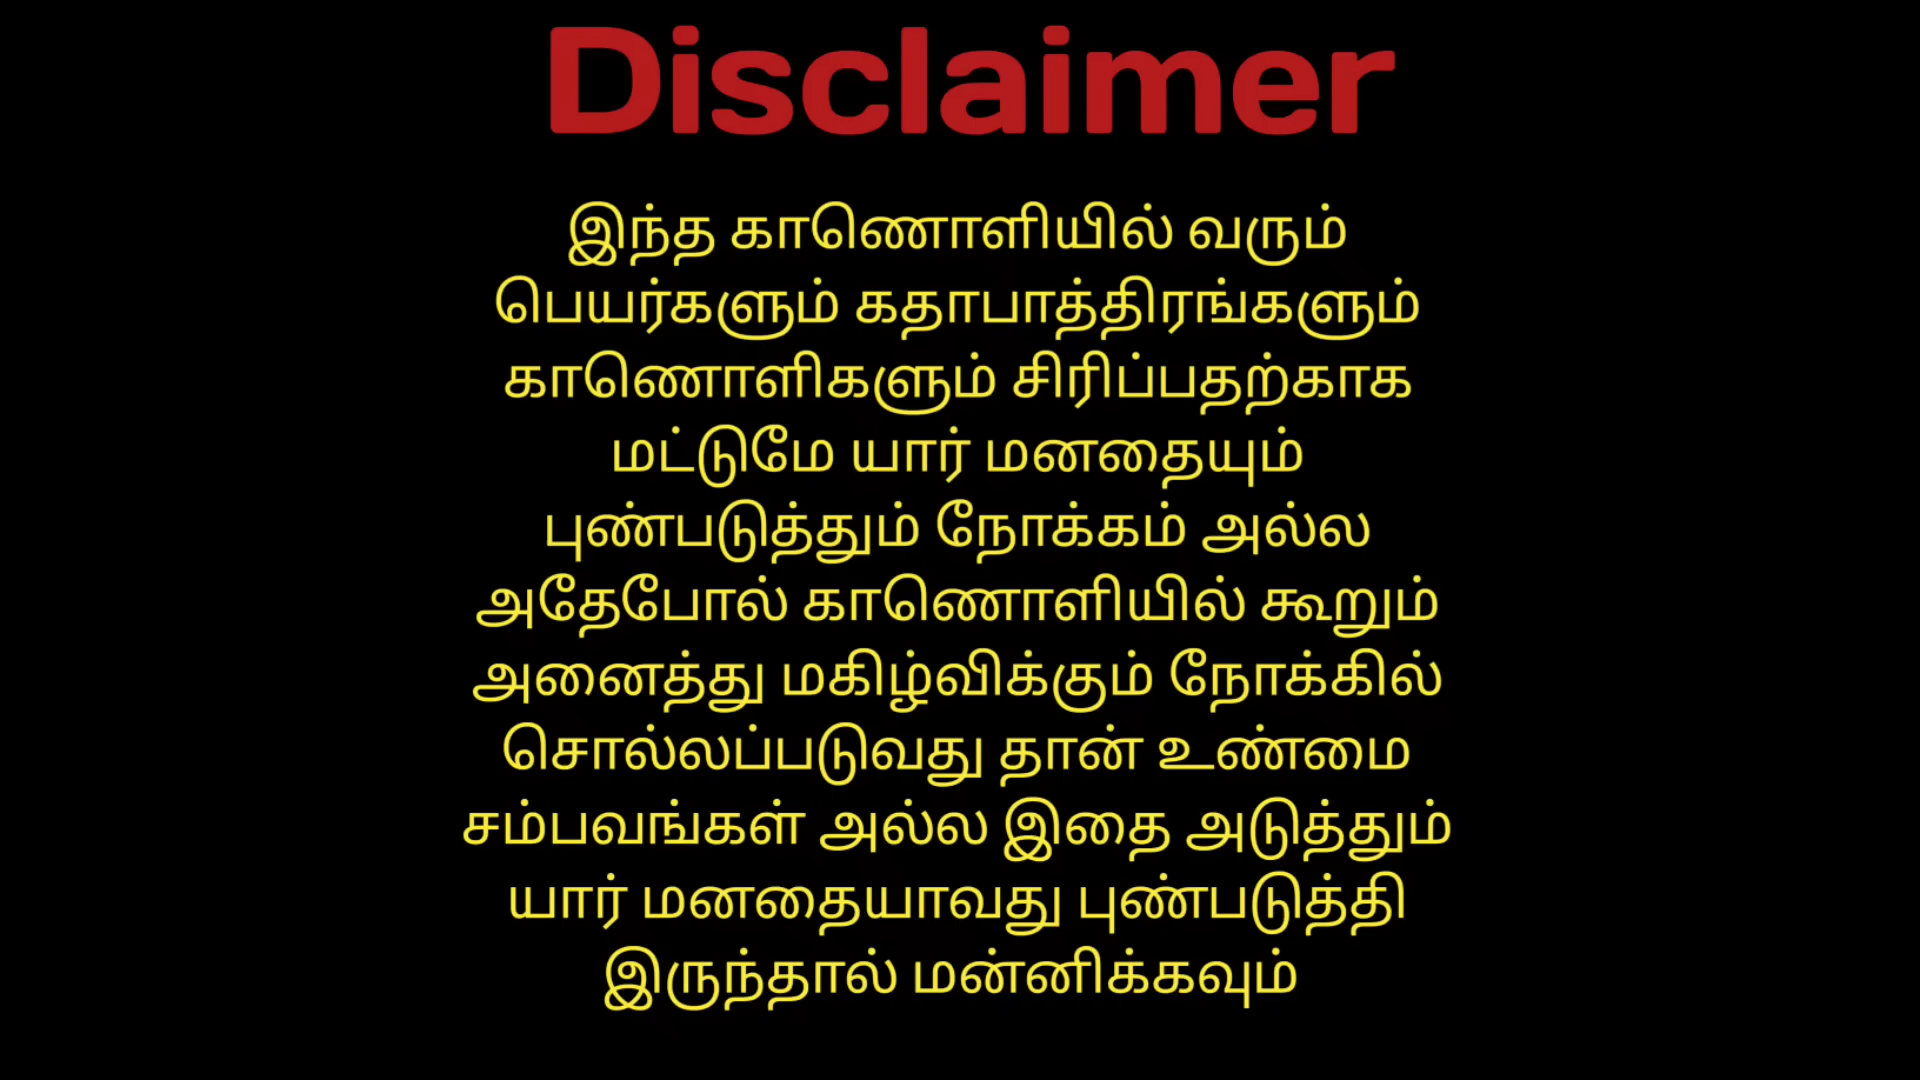 Disclaimer
இந்த காணொளியில் வரும்
பெயர்களும் கதாபாத்திரங்களும்
காணொளிகளும் சிரிப்பதற்காக
மட்டுமே யார் மனதையும்
புண்படுத்தும் நோக்கம் அல்ல
அதேபோல் காணொளியில் கூறும்
அனைத்து மகிழ்விக்கும் நோக்கில்
சொல்லப்படுவது தான் உண்மை
சம்பவங்கள் அல்ல இதை அடுத்தும்
யார் மனதையாவது புண்படுத்தி
இருந்தால் மன்னிக்கவும்